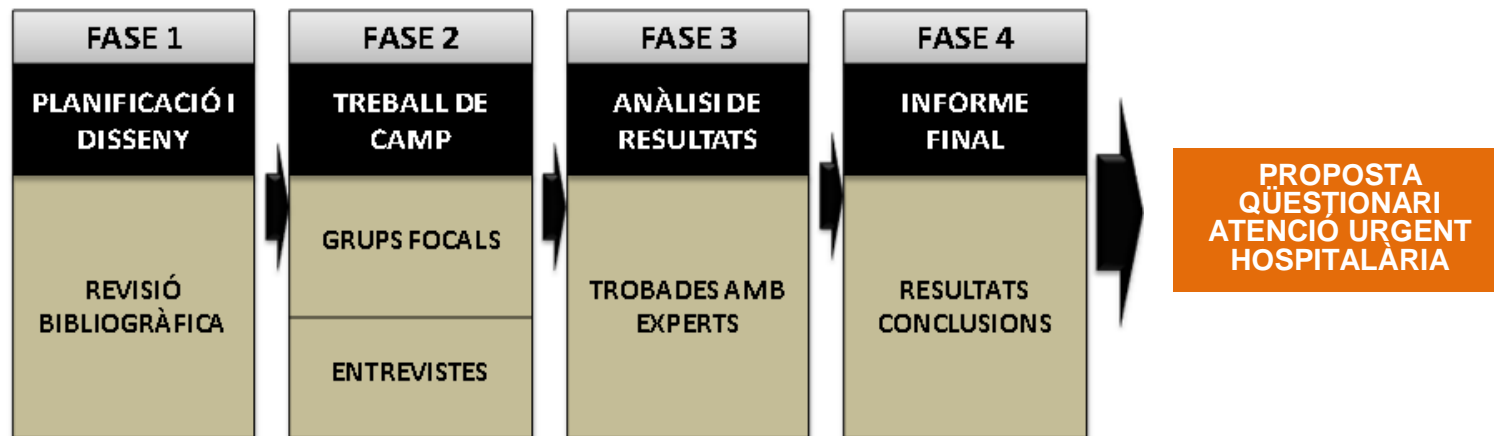 FASE 1
PLANIFICACIÓ I
DISSENY
REVISIÓ
BIBLIOGRÀFICA
FASE 2
TREBALL DE
CAMP
GRUPS FOCALS
ENTREVISTES
FASE 3
ANÀLISI DE
RESULTATS
TROBADES AMB
EXPERTS
FASE 4
INFORME
FINAL
RESULTATS
CONCLUSIONS
PROPOSTA
QÜESTIONARI
ATENCIÓ URGENT
HOSPITALÀRIA